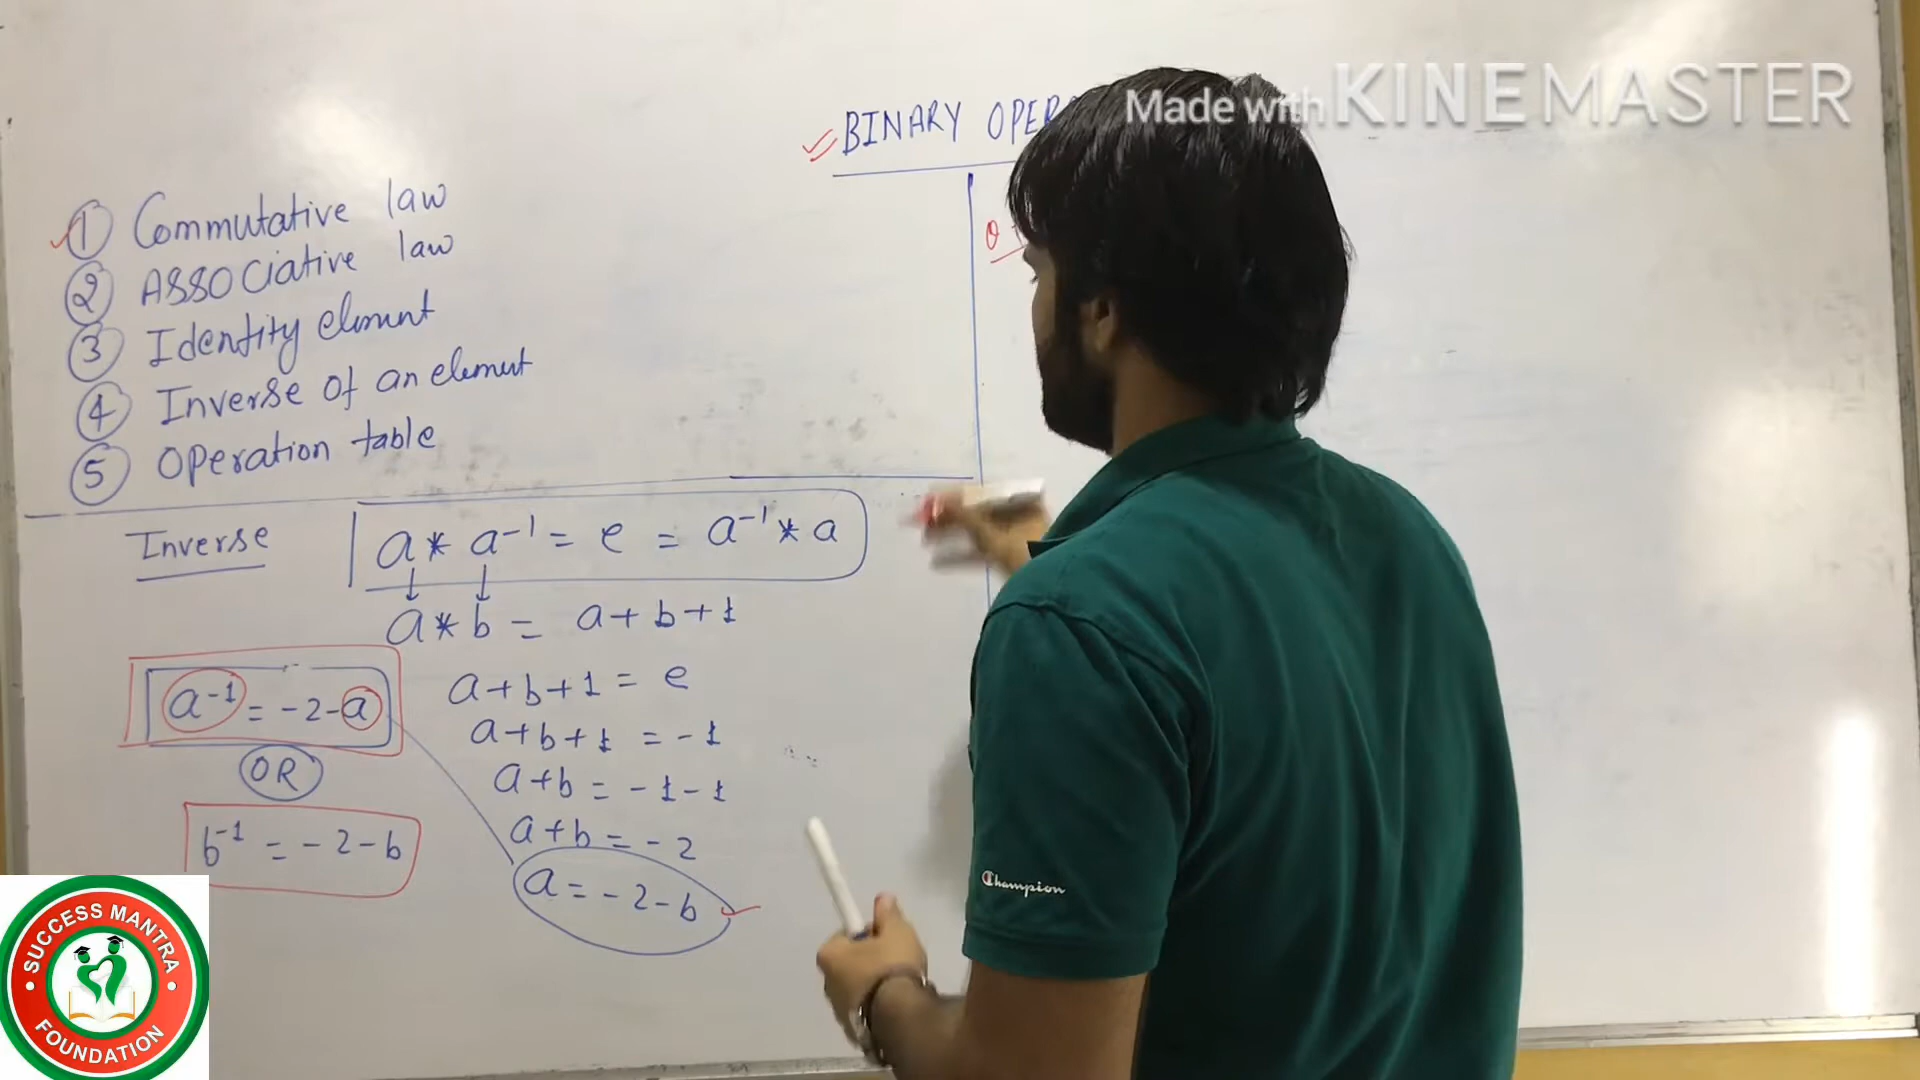 Made with KINEMASTER
BINARY
① Commutative law
② Associative law
③ Identity element
④ Inverse of an element
⑤ Operation table
Inverse
a * a⁻¹ = e = a⁻¹ * a
a * b = a + b + 1
a + b + 1 = e
a + b + 1 = -1
a + b = -1 - 1
a + b = -2
a = -2 - b
a⁻¹ = -2 - a
OR
b⁻¹ = -2 - b
Champion
SUCCESS MANTRA
FOUNDATION